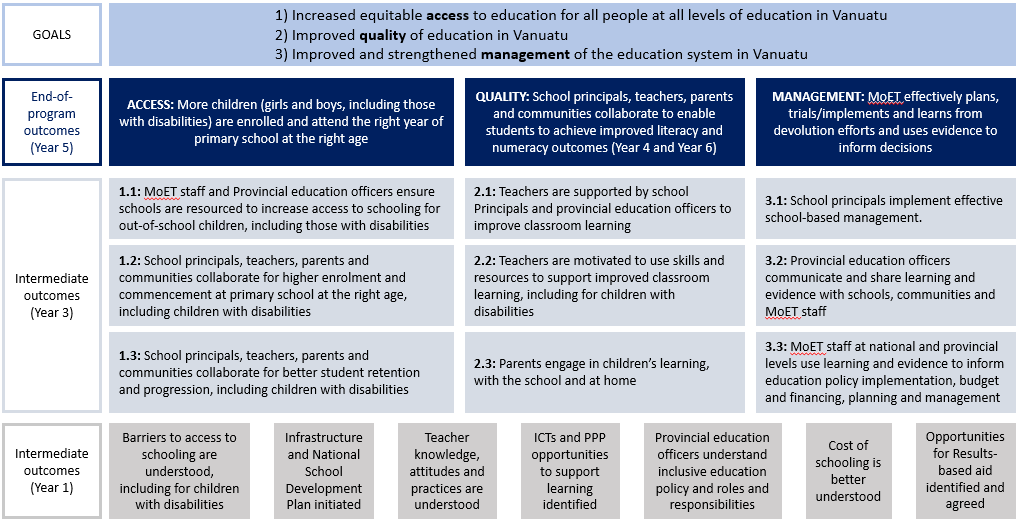 GOALS
1) Increased equitable access to education for all people at all levels of education in Vanuatu
2) Improved quality of education in Vanuatu
3) Improved and strengthened management of the education system in Vanuatu
End-of-
program
outcomes
(Year 5)
ACCESS: More children (girls and boys, including those
with disabilities) are enrolled and attend the right year of
primary school at the right age
QUALITY: School principals, teachers, parents
and communities collaborate to enable
students to achieve improved literacy and
numeracy outcomes (Year 4 and Year 6)
MANAGEMENT: MoET effectively plans,
trials/implements and learns from
devolution efforts and uses evidence to
inform decisions
Intermediate
outcomes
(Year 3)
1.1: MoET staff and Provincial education officers ensure
schools are resourced to increase access to schooling for
out-of-school children, including those with disabilities
2.1: Teachers are supported by school
Principals and provincial education officers to
improve classroom learning
3.1: School principals implement effective
school-based management.
1.2: School principals, teachers, parents and
communities collaborate for higher enrolment and
commencement at primary school at the right age,
including children with disabilities
2.2: Teachers are motivated to use skills and
resources to support improved classroom
learning, including for children with
disabilities
3.2: Provincial education officers
communicate and share learning and
evidence with schools, communities and
MoET staff
1.3: School principals, teachers, parents and
communities collaborate for better student retention
and progression, including children with disabilities
2.3: Parents engage in children's learning,
with the school and at home
3.3: MoET staff at national and provincial
levels use learning and evidence to inform
education policy implementation, budget
and financing, planning and management
Intermediate
outcomes
(Year 1)
Barriers to access to
schooling are
understood,
including for children
with disabilities
Infrastructure
and National
School
Development
Plan initiated
Teacher
knowledge,
attitudes and
practices are
understood
ICTs and PPP
opportunities
to support
learning
identified
Provincial education
officers understand
inclusive education
policy and roles and
responsibilities
Cost of
schooling is
better
understood
Opportunities
for Results-
based aid
identified and
agreed